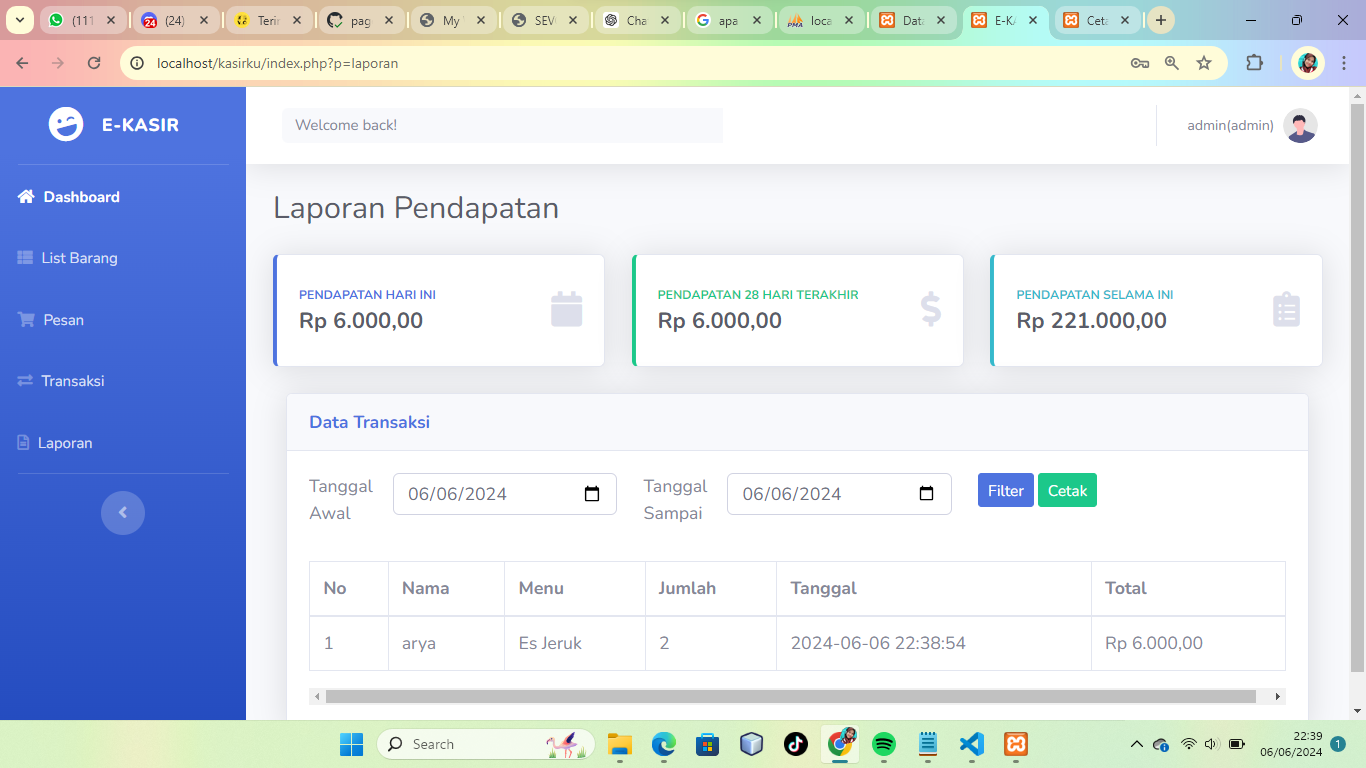 (111
24
(24)
Terir
pag
My
SEV
Cha
apa
PMA
loca
Data
E-KA
Ceta
localhost/kasirku/index.php?p=laporan
E-KASIR
Welcome back!
admin(admin)
Dashboard
List Barang
Pesan
Transaksi
Laporan
Laporan Pendapatan
PENDAPATAN HARI INI
Rp 6.000,00
PENDAPATAN 28 HARI TERAKHIR
Rp 6.000,00
PENDAPATAN SELAMA INI
Rp 221.000,00
Data Transaksi
Tanggal
Awal
06/06/2024
Tanggal
Sampai
06/06/2024
Filter
Cetak
No Nama Menu Jumlah Tanggal Total
1 arya Es Jeruk 2 2024-06-06 22:38:54 Rp 6.000,00
Search
22:39
06/06/2024
1